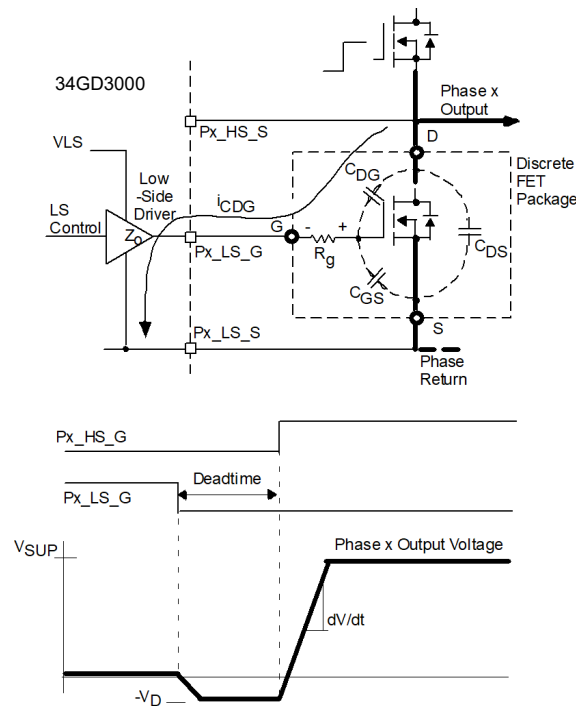 34GD3000
Phase x
Output
Px_HS_S
D
VLS
Low
-Side
Driver
iCDG
CDG
Discrete
FET
Package
LS
Control
Zo
G
-
+
Px_LS_G
Rg
CDS
CGS
Px_LS_S
S
Phase
Return
Px_HS_G
Deadtime
Px_LS_G
VSUP
Phase x Output Voltage
dV/dt
-VD